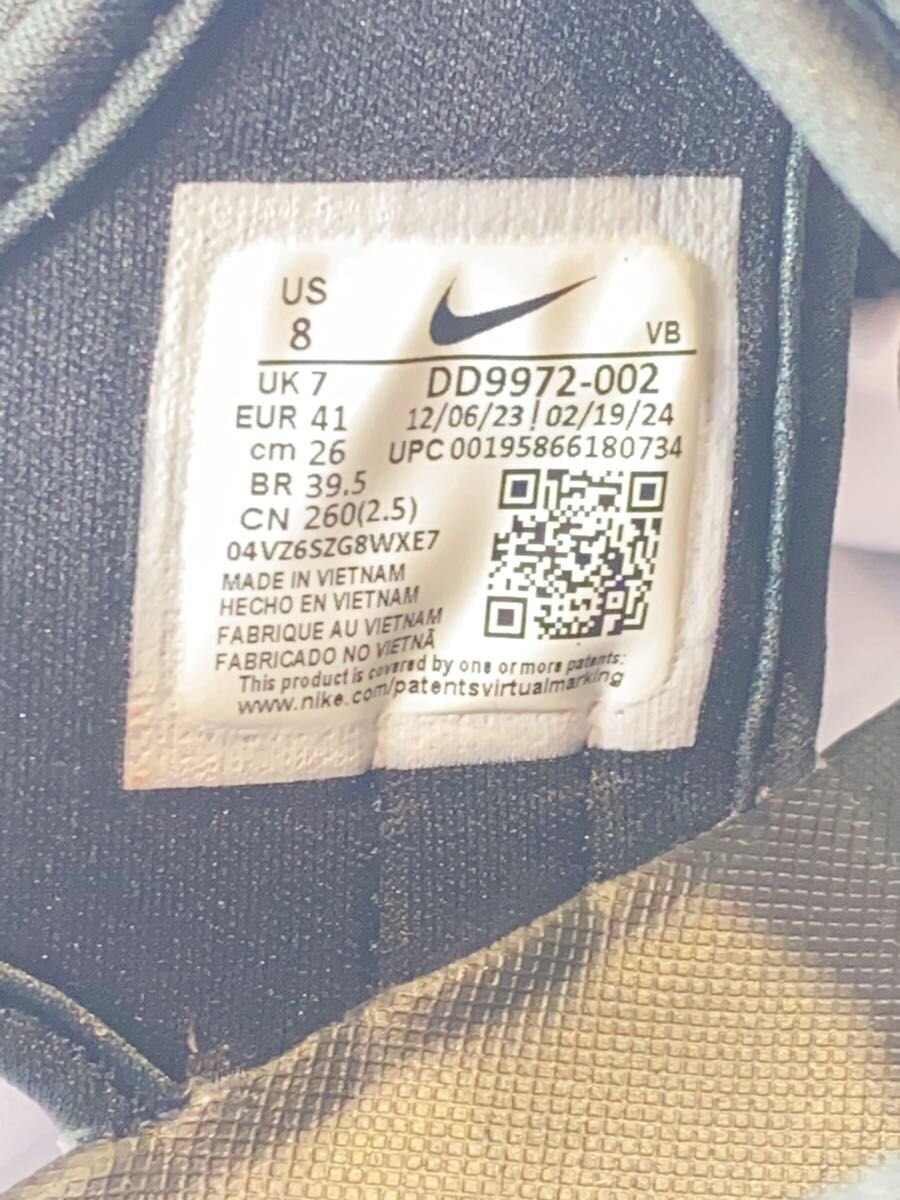 US
8
VB
UK 7
DD9972-002
EUR 41
12/06/23 | 02/19/24
cm 26
UPC 00195866180734
BR 39.5
CN 260(2.5)
04VZ6SZG8WXE7
MADE IN VIETNAM
HECHO EN VIETNAM
FABRIQUE AU VIETNAM
FABRICADO NO VIETNÃ
This product is covered by one or more patents:
www.nike.com/patentsvirtualmarking